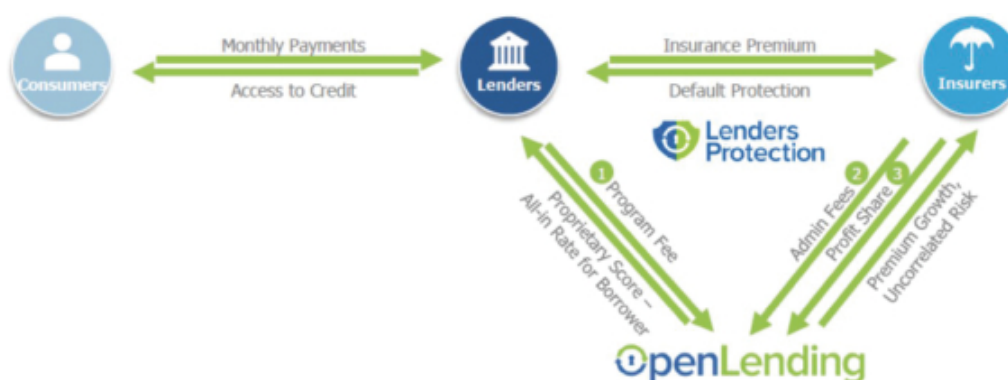 Monthly Payments
Consumers
Access to Credit
Lenders
Insurance Premium
Default Protection
Insurers
Lenders
Protection
1 Program Fee
Proprietary Score –
All-in Rate for Borrower
2
Admin Fees
3
Profit Share
Premium Growth,
Uncorrelated Risk
OpenLending